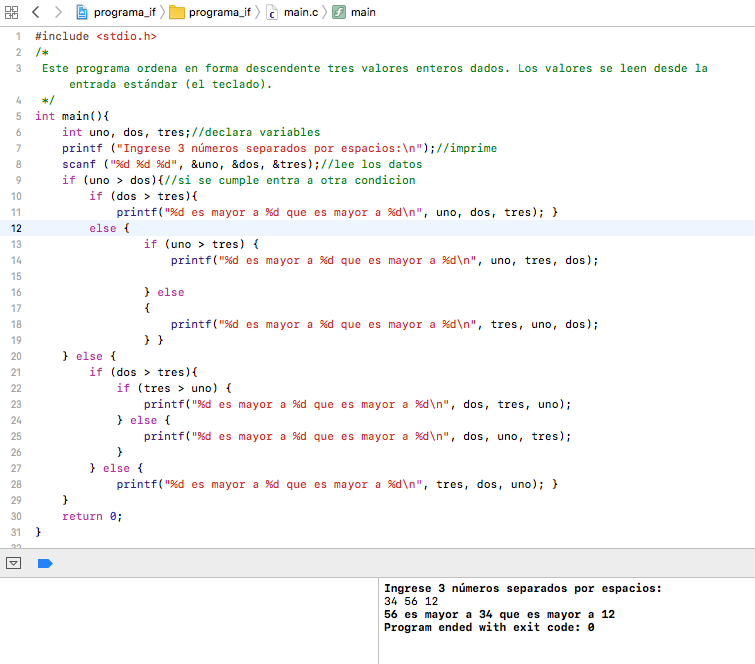 programa_if programa_if main.c main
1 #include <stdio.h>
2 /*
3 Este programa ordena en forma descendente tres valores enteros dados. Los valores se leen desde la
entrada estándar (el teclado).
4 */
5 int main(){
6 int uno, dos, tres;//declara variables
7 printf ("Ingrese 3 números separados por espacios:\n");//imprime
8 scanf ("%d %d %d", &uno, &dos, &tres);//lee los datos
9 if (uno > dos){//si se cumple entra a otra condicion
10 if (dos > tres){
11 printf("%d es mayor a %d que es mayor a %d\n", uno, dos, tres); }
12 else {
13 if (uno > tres) {
14 printf("%d es mayor a %d que es mayor a %d\n", uno, tres, dos);
15
16 } else
17 {
18 printf("%d es mayor a %d que es mayor a %d\n", tres, uno, dos);
19 } }
20 } else {
21 if (dos > tres){
22 if (tres > uno) {
23 printf("%d es mayor a %d que es mayor a %d\n", dos, tres, uno);
24 } else {
25 printf("%d es mayor a %d que es mayor a %d\n", dos, uno, tres);
26 }
27 } else {
28 printf("%d es mayor a %d que es mayor a %d\n", tres, dos, uno); }
29 }
30 return 0;
31 }
32
Ingrese 3 números separados por espacios:
34 56 12
56 es mayor a 34 que es mayor a 12
Program ended with exit code: 0